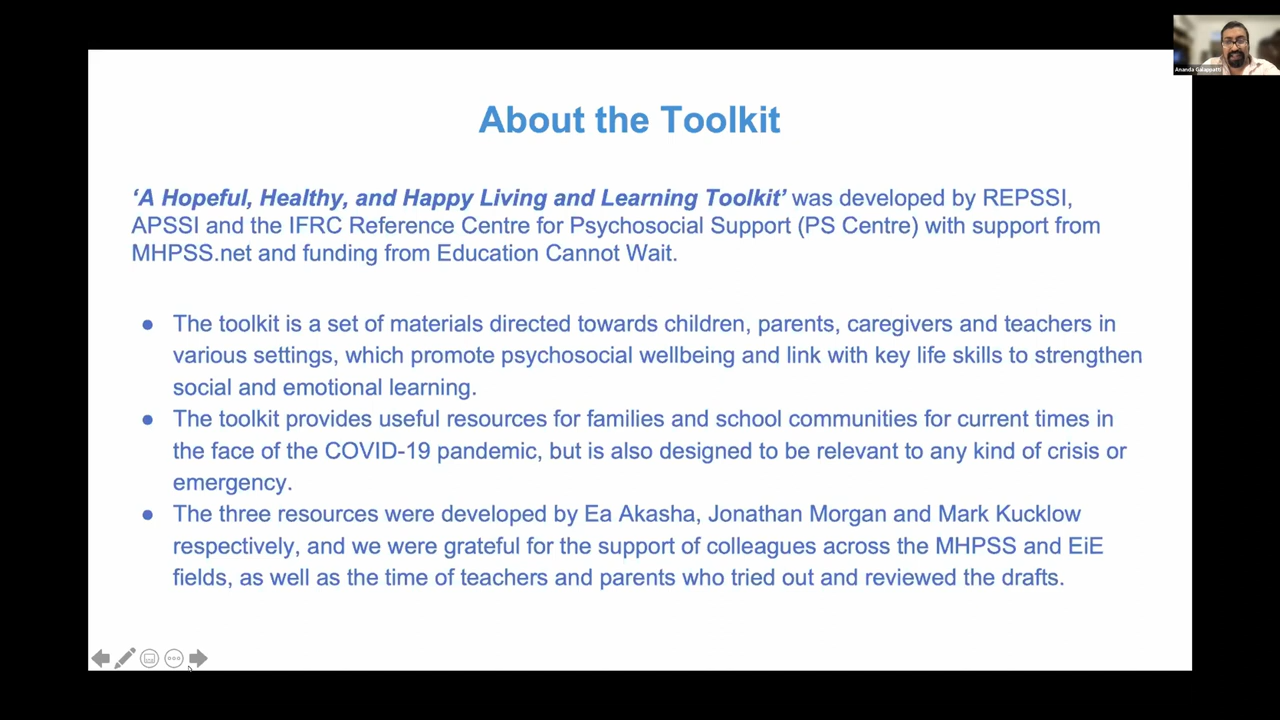 About the Toolkit
‘A Hopeful, Healthy, and Happy Living and Learning Toolkit’ was developed by REPSSI,
APSSI and the IFRC Reference Centre for Psychosocial Support (PS Centre) with support from
MHPSS.net and funding from Education Cannot Wait.
● The toolkit is a set of materials directed towards children, parents, caregivers and teachers in
various settings, which promote psychosocial wellbeing and link with key life skills to strengthen
social and emotional learning.
● The toolkit provides useful resources for families and school communities for current times in
the face of the COVID-19 pandemic, but is also designed to be relevant to any kind of crisis or
emergency.
● The three resources were developed by Ea Akasha, Jonathan Morgan and Mark Kucklow
respectively, and we were grateful for the support of colleagues across the MHPSS and EiE
fields, as well as the time of teachers and parents who tried out and reviewed the drafts.
Ananda Galappatti